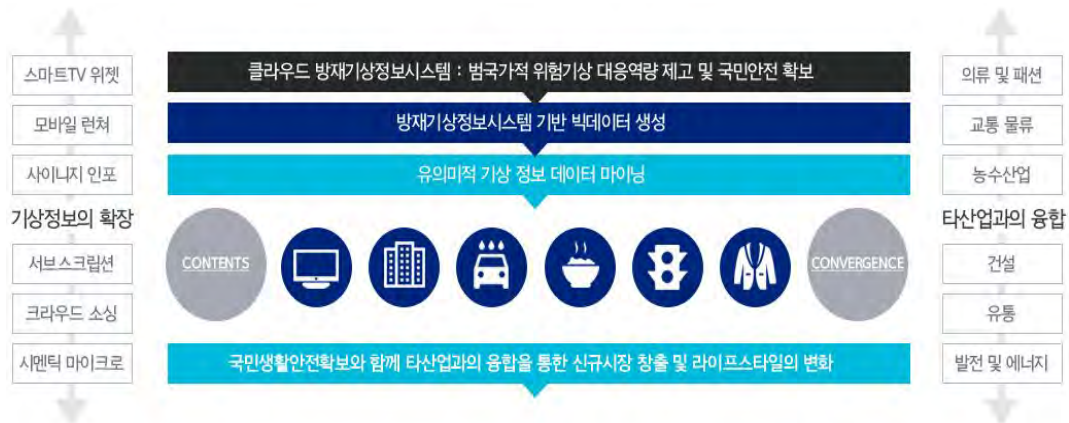 스마트TV 위젯
모바일 런쳐
사이니지 인포
기상정보의 확장
서브스크립션
크라우드 소싱
시멘틱 마이크로
클라우드 방재기상정보시스템 : 범국가적 위험기상 대응역량 제고 및 국민안전 확보
방재기상정보시스템 기반 빅데이터 생성
유의미적 기상 정보 데이터 마이닝
CONTENTS
CONVERGENCE
국민생활안전확보와 함께 타산업과의 융합을 통한 신규시장 창출 및 라이프스타일의 변화
의류 및 패션
교통 물류
농수산업
타산업과의 융합
건설
유통
발전 및 에너지